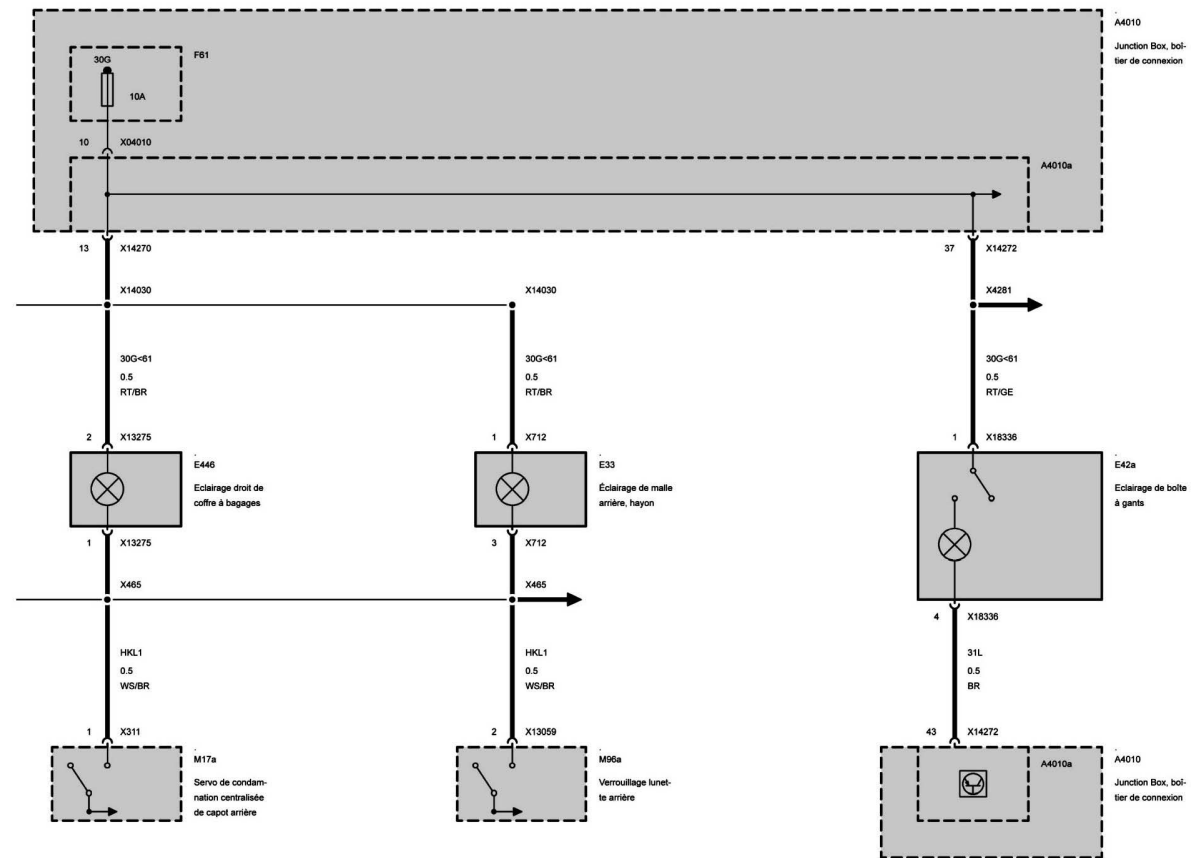 A4010
Junction Box, boî-
tier de connexion
F61
30G
10A
10 X04010
A4010a
13 X14270
37 X14272
X14030
X14030
X4281
30G<61
0.5
RT/BR
30G<61
0.5
RT/BR
30G<61
0.5
RT/GE
2 X13275
1 X712
1 X18336
E446
Eclairage droit de
coffre à bagages
E33
Éclairage de malle
arrière, hayon
E42a
Eclairage de boîte
à gants
1 X13275
3 X712
X465
X465
4 X18336
HKL1
0.5
WS/BR
HKL1
0.5
WS/BR
31L
0.5
BR
1 X311
2 X13059
43 X14272
M17a
Servo de condam-
nation centralisée
de capot arrière
M96a
Verrouillage lunet-
te arrière
A4010a
A4010
Junction Box, boî-
tier de connexion